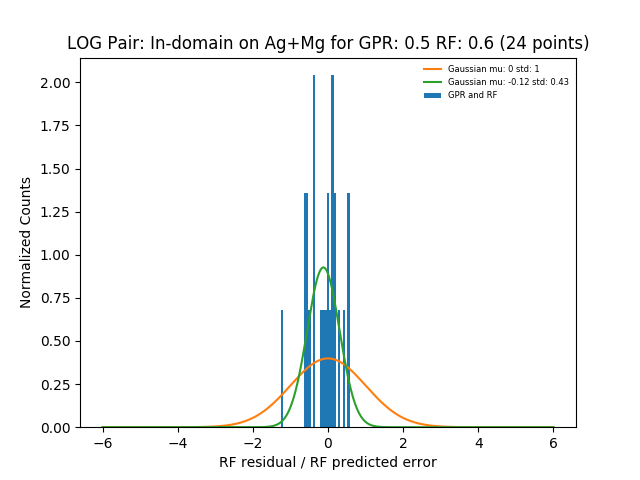 LOG Pair: In-domain on Ag+Mg for GPR: 0.5 RF: 0.6 (24 points)
Gaussian mu: 0 std: 1
Gaussian mu: -0.12 std: 0.43
GPR and RF
Normalized Counts
2.00
1.75
1.50
1.25
1.00
0.75
0.50
0.25
0.00
−6 −4 −2 0 2 4 6
RF residual / RF predicted error